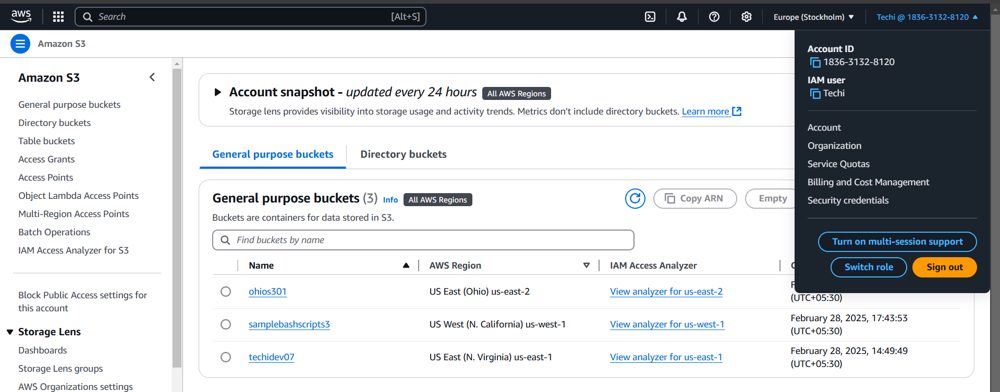 aws
Search
[Alt+S]
Europe (Stockholm)
Techi @ 1836-3132-8120
Amazon S3
Amazon S3
General purpose buckets
Directory buckets
Table buckets
Access Grants
Access Points
Object Lambda Access Points
Multi-Region Access Points
Batch Operations
IAM Access Analyzer for S3
Block Public Access settings for
this account
Storage Lens
Dashboards
Storage Lens groups
AWS Organizations settings
Account snapshot - updated every 24 hours All AWS Regions
Storage lens provides visibility into storage usage and activity trends. Metrics don't include directory buckets. Learn more
General purpose buckets
Directory buckets
General purpose buckets (3) Info All AWS Regions
Copy ARN
Empty
Buckets are containers for data stored in S3.
Find buckets by name
Name
AWS Region
IAM Access Analyzer
ohios301
US East (Ohio) us-east-2
View analyzer for us-east-2
(UTC+05:30)
samplebashscripts3
US West (N. California) us-west-1
View analyzer for us-west-1
February 28, 2025, 17:43:53
(UTC+05:30)
techidev07
US East (N. Virginia) us-east-1
View analyzer for us-east-1
February 28, 2025, 14:49:49
(UTC+05:30)
Account ID
1836-3132-8120
IAM user
Techi
Account
Organization
Service Quotas
Billing and Cost Management
Security credentials
Turn on multi-session support
Switch role
Sign out